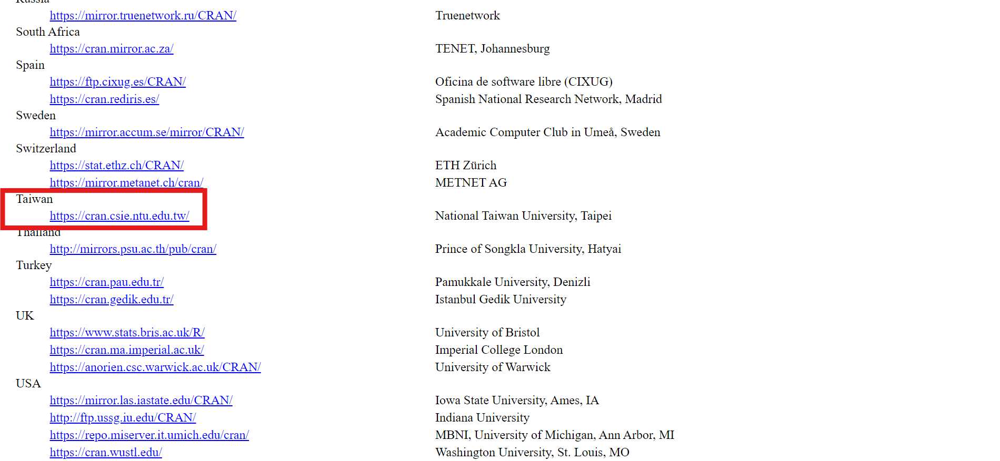 Russia
https://mirror.truenetwork.ru/CRAN/ Truenetwork
South Africa
https://cran.mirror.ac.za/ TENET, Johannesburg
Spain
https://ftp.cixug.es/CRAN/ Oficina de software libre (CIXUG)
https://cran.rediris.es/ Spanish National Research Network, Madrid
Sweden
https://mirror.accum.se/mirror/CRAN/ Academic Computer Club in Umeå, Sweden
Switzerland
https://stat.ethz.ch/CRAN/ ETH Zürich
https://mirror.metanet.ch/cran/ METNET AG
Taiwan
https://cran.csie.ntu.edu.tw/ National Taiwan University, Taipei
Thailand
http://mirrors.psu.ac.th/pub/cran/ Prince of Songkla University, Hatyai
Turkey
https://cran.pau.edu.tr/ Pamukkale University, Denizli
https://cran.gedik.edu.tr/ Istanbul Gedik University
UK
https://www.stats.bris.ac.uk/R/ University of Bristol
https://cran.ma.imperial.ac.uk/ Imperial College London
https://anorien.csc.warwick.ac.uk/CRAN/ University of Warwick
USA
https://mirror.las.iastate.edu/CRAN/ Iowa State University, Ames, IA
http://ftp.ussg.iu.edu/CRAN/ Indiana University
https://repo.miserver.it.umich.edu/cran/ MBNI, University of Michigan, Ann Arbor, MI
https://cran.wustl.edu/ Washington University, St. Louis, MO